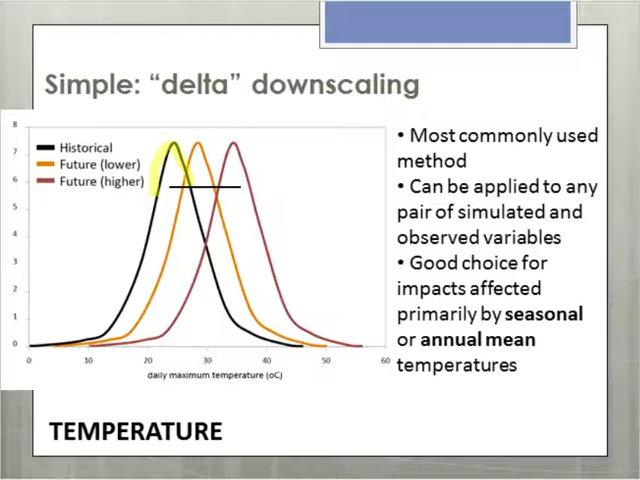 Simple: “delta” downscaling
8
7
6
5
4
3
2
1
0
Historical
Future (lower)
Future (higher)
0 10 20 30 40 50 60
daily maximum temperature (oC)
• Most commonly used
method
• Can be applied to any
pair of simulated and
observed variables
• Good choice for
impacts affected
primarily by seasonal
or annual mean
temperatures
TEMPERATURE